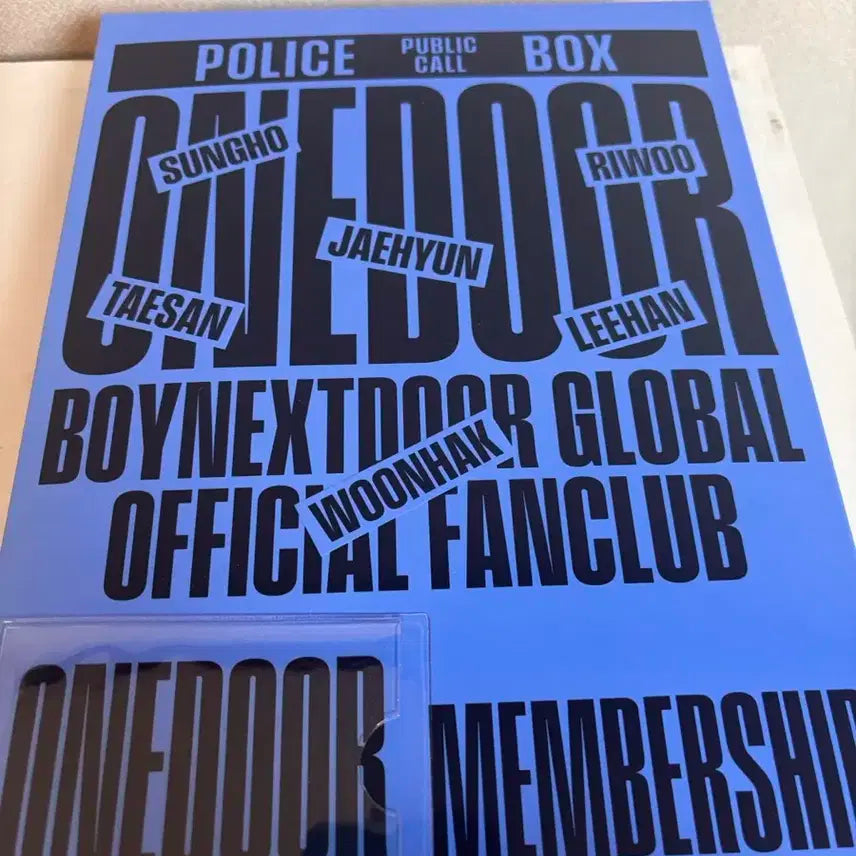 POLICE PUBLIC CALL BOX
ONEDOOR
SUNGHO
RIWOO
JAEHYUN
TAESAN
LEEHAN
BOYNEXTDOOR GLOBAL
WOONHAK
OFFICIAL FANCLUB
ONEDOOR
MEMBERSHIP